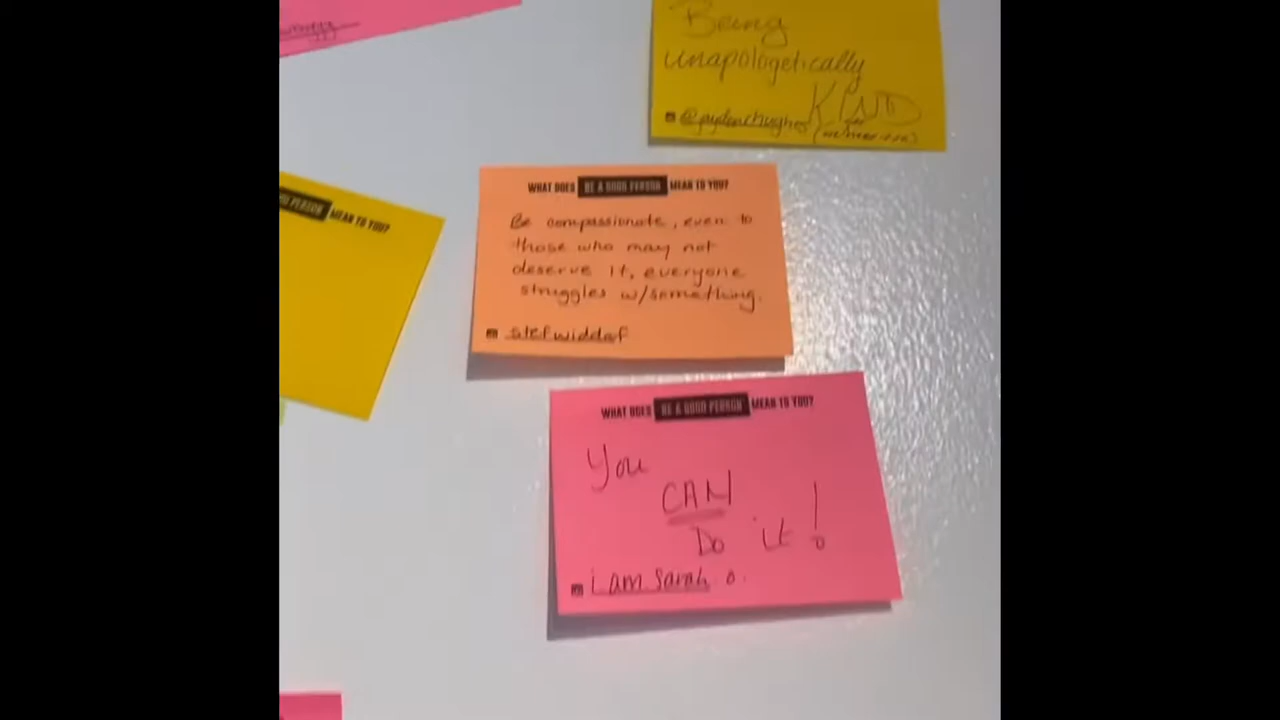 Being
unapologetically
KIND
WHAT DOES BE A GOOD PERSON MEAN TO YOU?
Be compassionate, even to
those who may not
deserve it, everyone
struggles w/something.
stefwiddof
PERSON MEAN TO YOU?
WHAT DOES BE A GOOD PERSON MEAN TO YOU?
You
CAN
Do it!
i am.sarah.o.